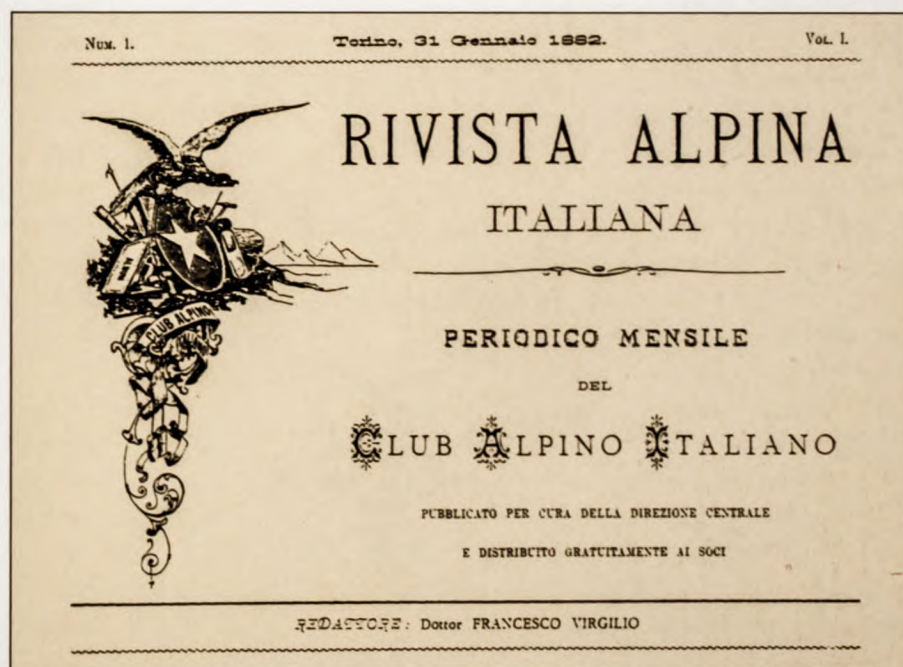 Num. 1.
Torino, 31 Gennaio 1882.
Vol. I.
RIVISTA ALPINA
ITALIANA
CLUB ALPINO
PERIODICO MENSILE
DEL
CLUB ALPINO ITALIANO
PUBBLICATO PER CURA DELLA DIREZIONE CENTRALE
E DISTRIBUITO GRATUITAMENTE AI SOCI
REDATTORE: Dottor FRANCESCO VIRGILIO